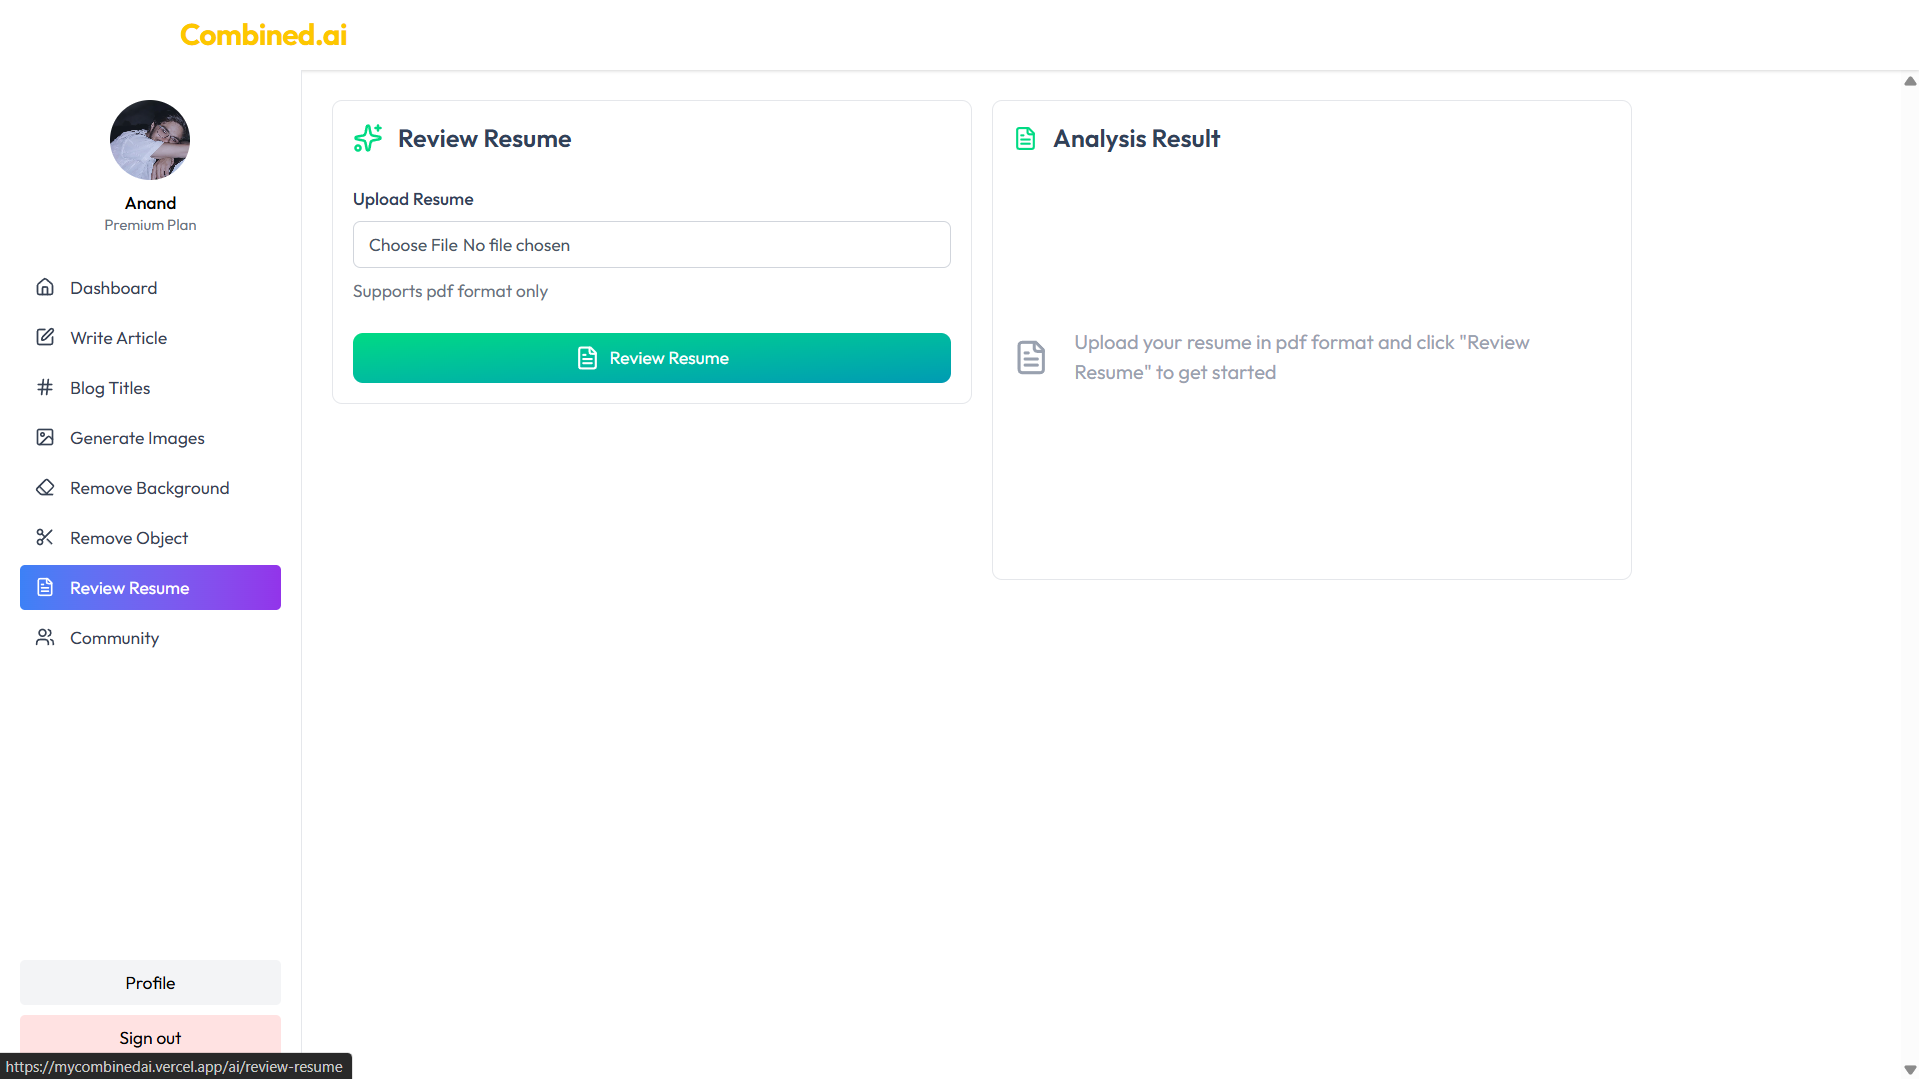 Combined.ai
Anand
Premium Plan
Dashboard
Write Article
Blog Titles
Generate Images
Remove Background
Remove Object
Review Resume
Community
Profile
Sign out
https://mycombinedai.vercel.app/ai/review-resume
Review Resume
Upload Resume
Choose File No file chosen
Supports pdf format only
Review Resume
Analysis Result
Upload your resume in pdf format and click "Review
Resume" to get started